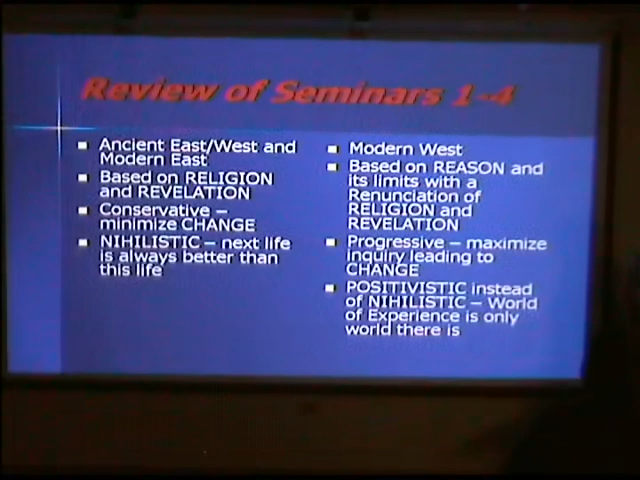 Review of Seminars 1-4
Ancient East/West and
Modern East
Based on RELIGION
and REVELATION
Conservative –
minimize CHANGE
NIHILISTIC – next life
is always better than
this life
Modern West
Based on REASON and
its limits with a
Renunciation of
RELIGION and
REVELATION
Progressive – maximize
inquiry leading to
CHANGE
POSITIVISTIC instead
of NIHILISTIC – World
of Experience is only
world there is